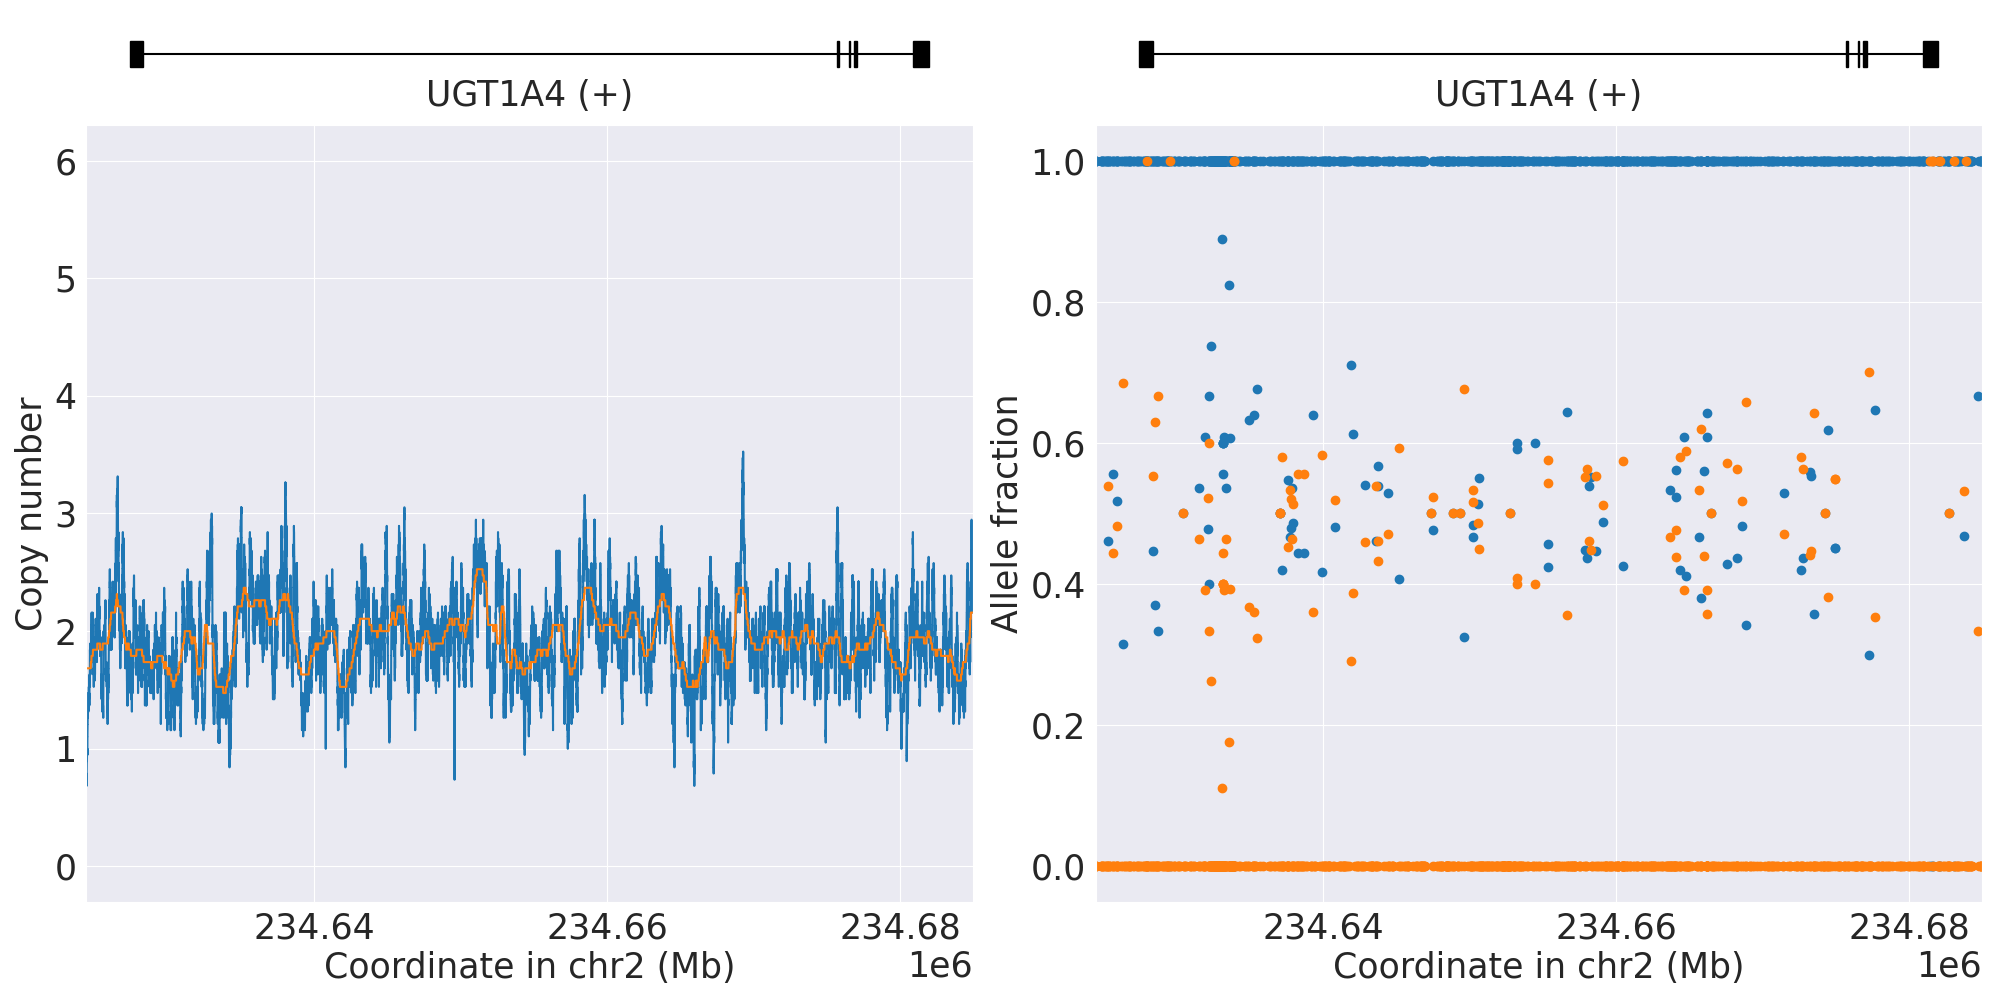 UGT1A4 (+)
6
5
4
3
2
1
0
Copy number
234.64
234.66
234.68
Coordinate in chr2 (Mb)
1e6
UGT1A4 (+)
1.0
0.8
0.6
0.4
0.2
0.0
Allele fraction
234.64
234.66
234.68
Coordinate in chr2 (Mb)
1e6